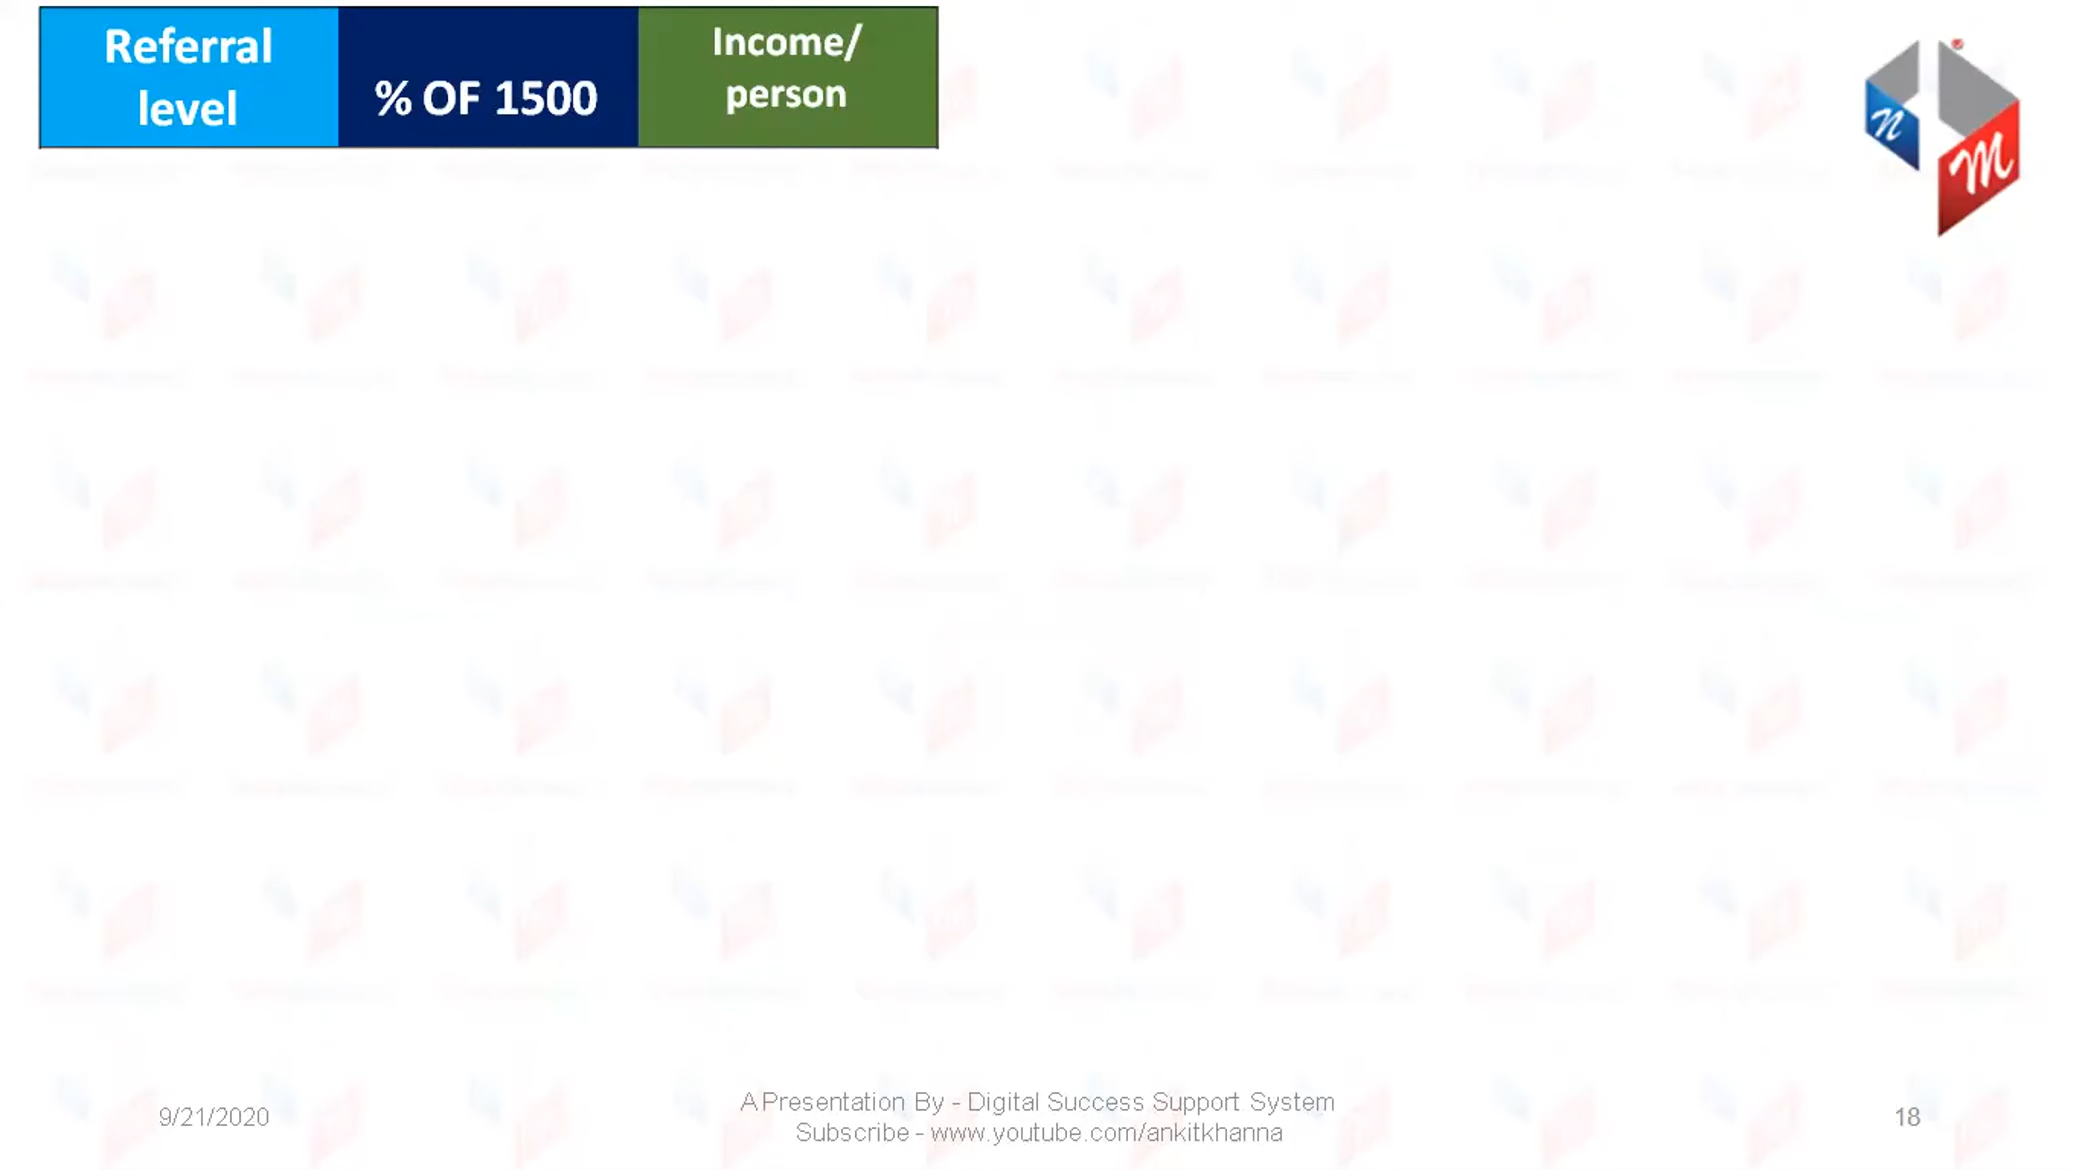 Referral
level
% OF 1500
Income/
person
n
M
9/21/2020
A Presentation By - Digital Success Support System
Subscribe - www.youtube.com/ankitkhanna
18